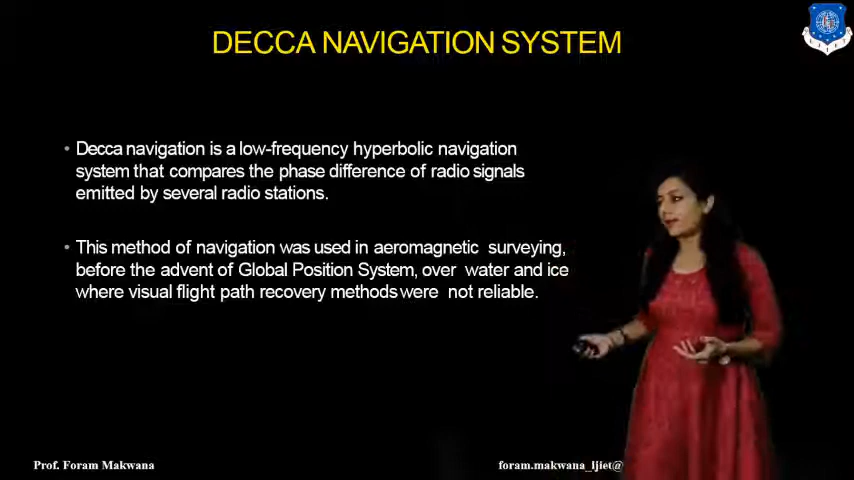 DECCA NAVIGATION SYSTEM
• Decca navigation is a low-frequency hyperbolic navigation
system that compares the phase difference of radio signals
emitted by several radio stations.
• This method of navigation was used in aeromagnetic surveying,
before the advent of Global Position System, over water and ice
where visual flight path recovery methods were not reliable.
Prof. Foram Makwana
foram.makwana_ljiet@